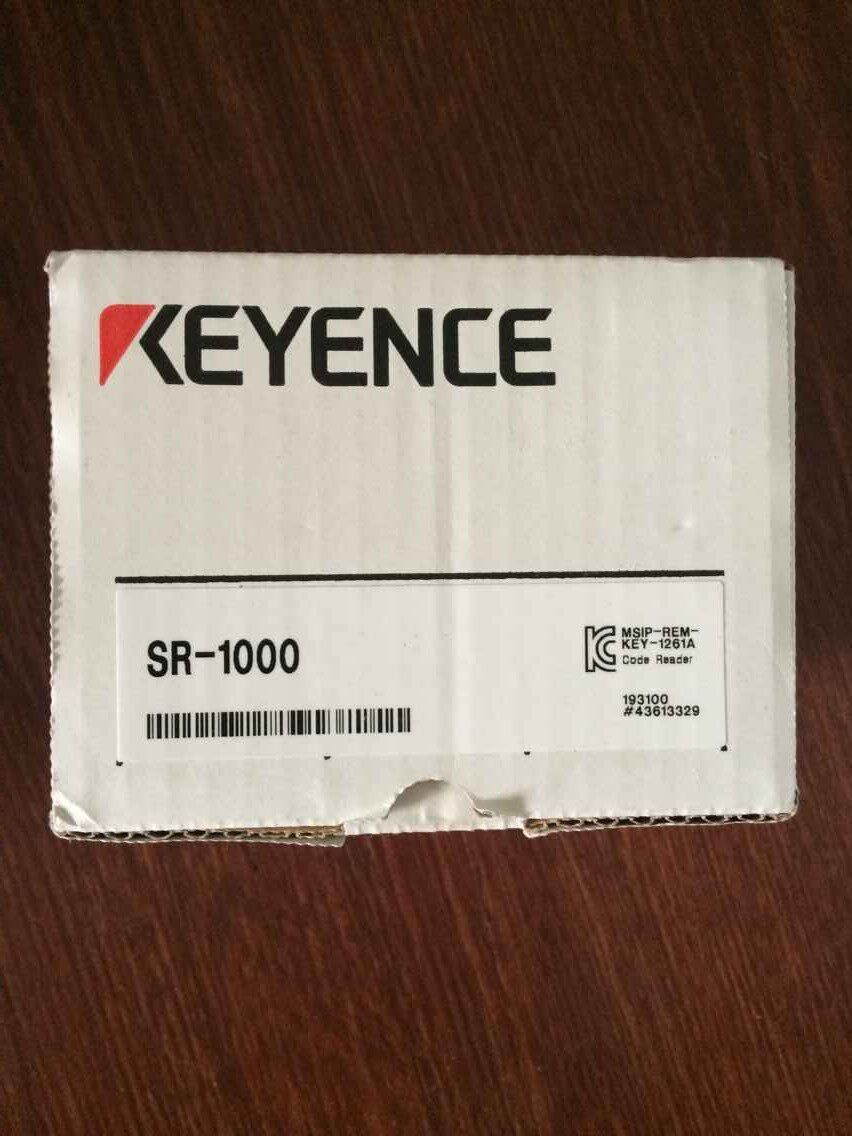 KEYENCE
SR-1000
MSIP-REM-
KEY-1261A
Code Reader
193100
#43613329